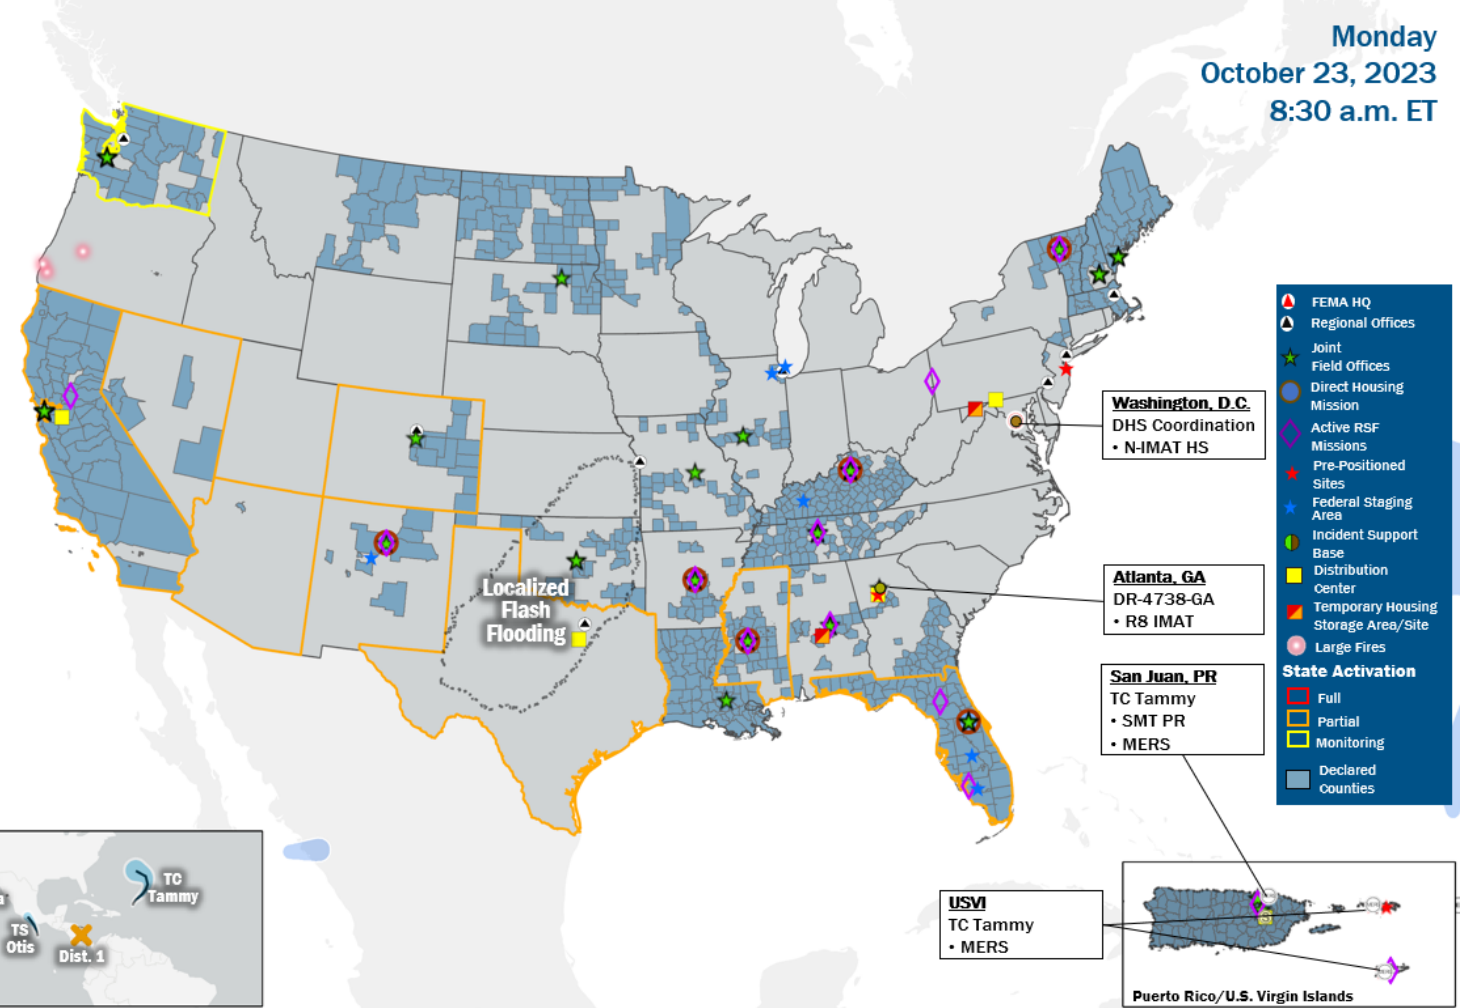 Monday
October 23, 2023
8:30 a.m. ET
FEMA HQ
Regional Offices
Joint
Field Offices
Direct Housing
Mission
Active RSF
Missions
Pre-Positioned
Sites
Federal Staging
Area
Incident Support
Base
Distribution
Center
Temporary Housing
Storage Area/Site
Large Fires
State Activation
Full
Partial
Monitoring
Declared
Counties
Washington, D.C.
DHS Coordination
• N-IMAT HS
Atlanta, GA
DR-4738-GA
• R8 IMAT
San Juan, PR
TC Tammy
• SMT PR
• MERS
Localized
Flash
Flooding
USVI
TC Tammy
• MERS
TC
Tammy
TS
Otis
Dist. 1
Puerto Rico/U.S. Virgin Islands